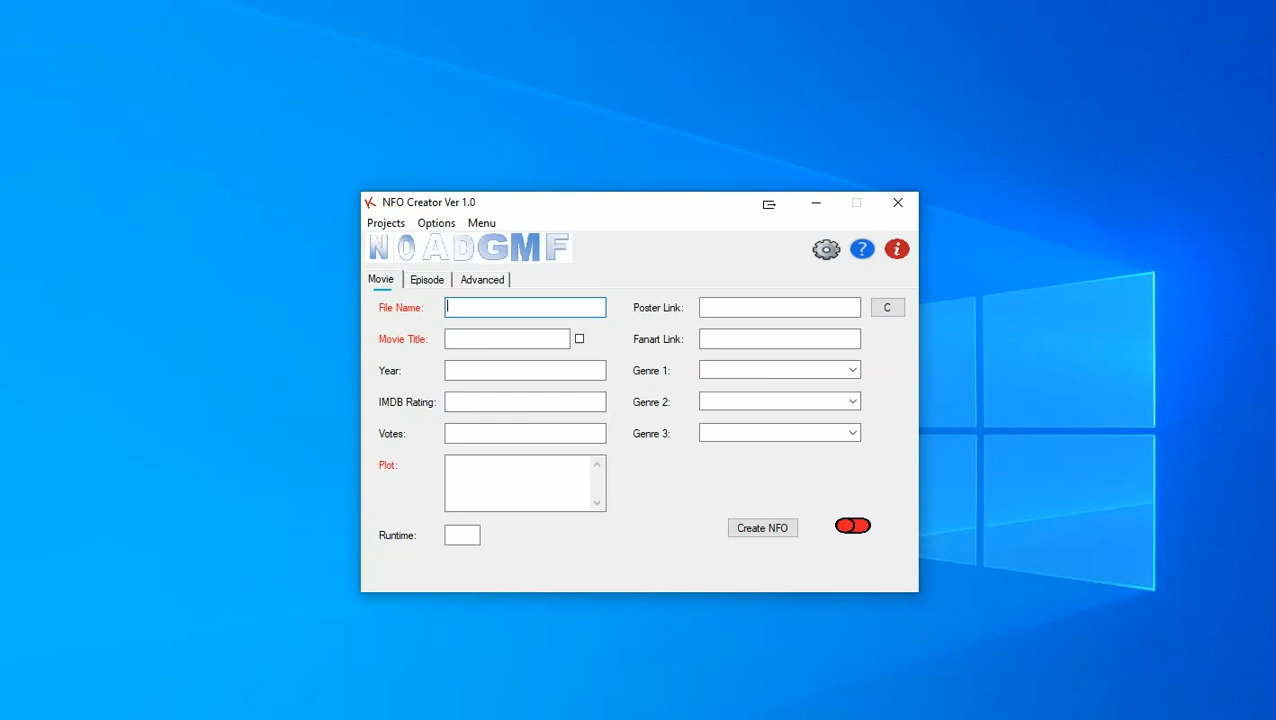 NFO Creator Ver 1.0
Projects Options Menu
N O A D G M F
? i
Movie Episode Advanced
File Name: Poster Link: C
Movie Title: Fanart Link:
Year: Genre 1:
IMDB Rating: Genre 2:
Votes: Genre 3:
Plot:
Create NFO
Runtime: